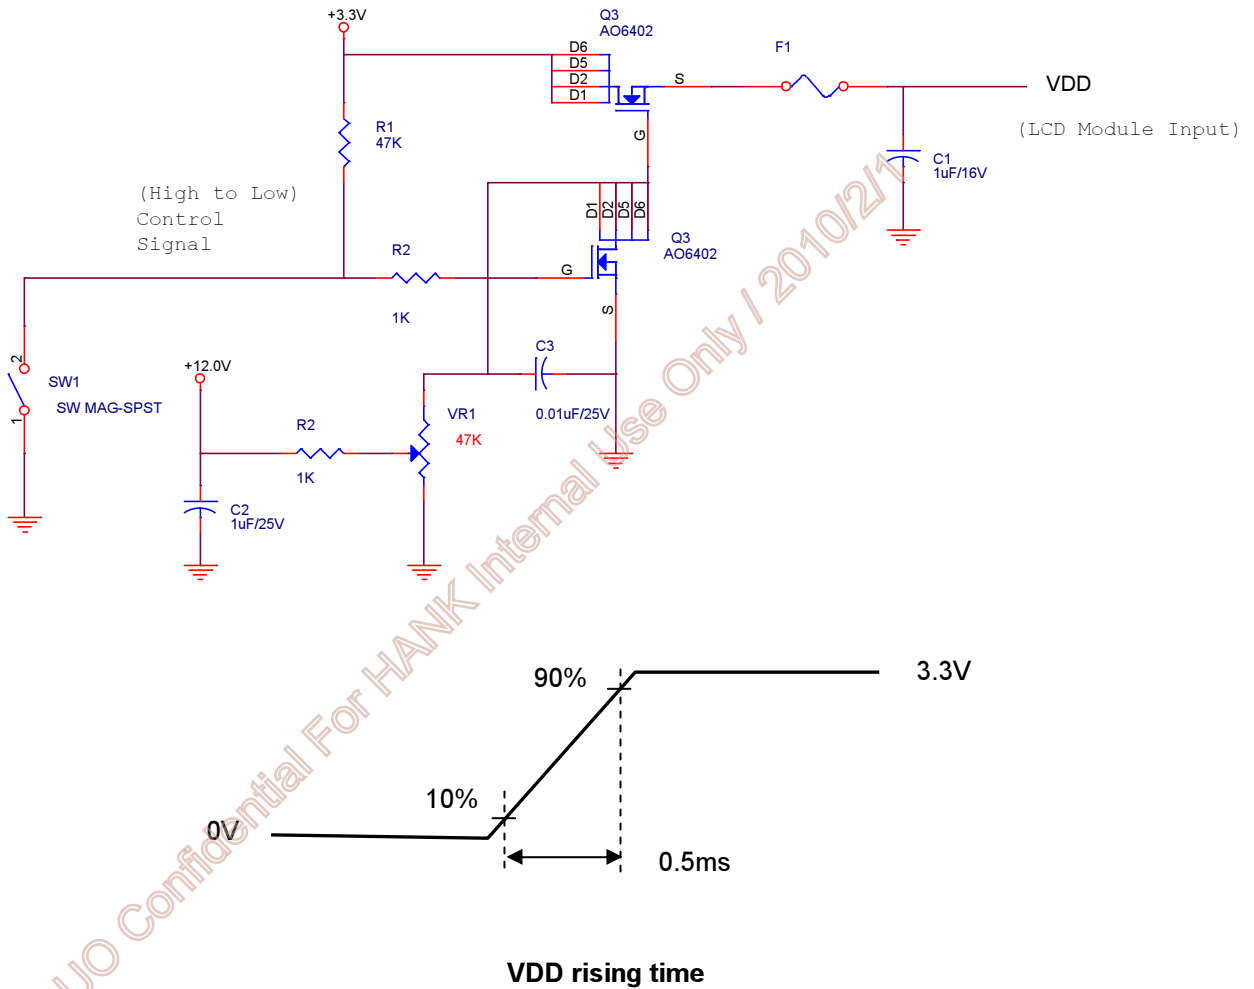 +3.3V
Q3
AO6402
D6
D5
D2
D1
S
G
F1
VDD
(LCD Module Input)
R1
47K
C1
1uF/16V
(High to Low)
Control
Signal
D1
D2
D5
D6
Q3
AO6402
R2
1K
G
S
2
1
SW1
SW MAG-SPST
+12.0V
C3
0.01uF/25V
VR1
47K
R2
1K
C2
1uF/25V
UO Confidential For HANK Internal Use Only / 2010/2/1
90%
3.3V
10%
0V
0.5ms
VDD rising time